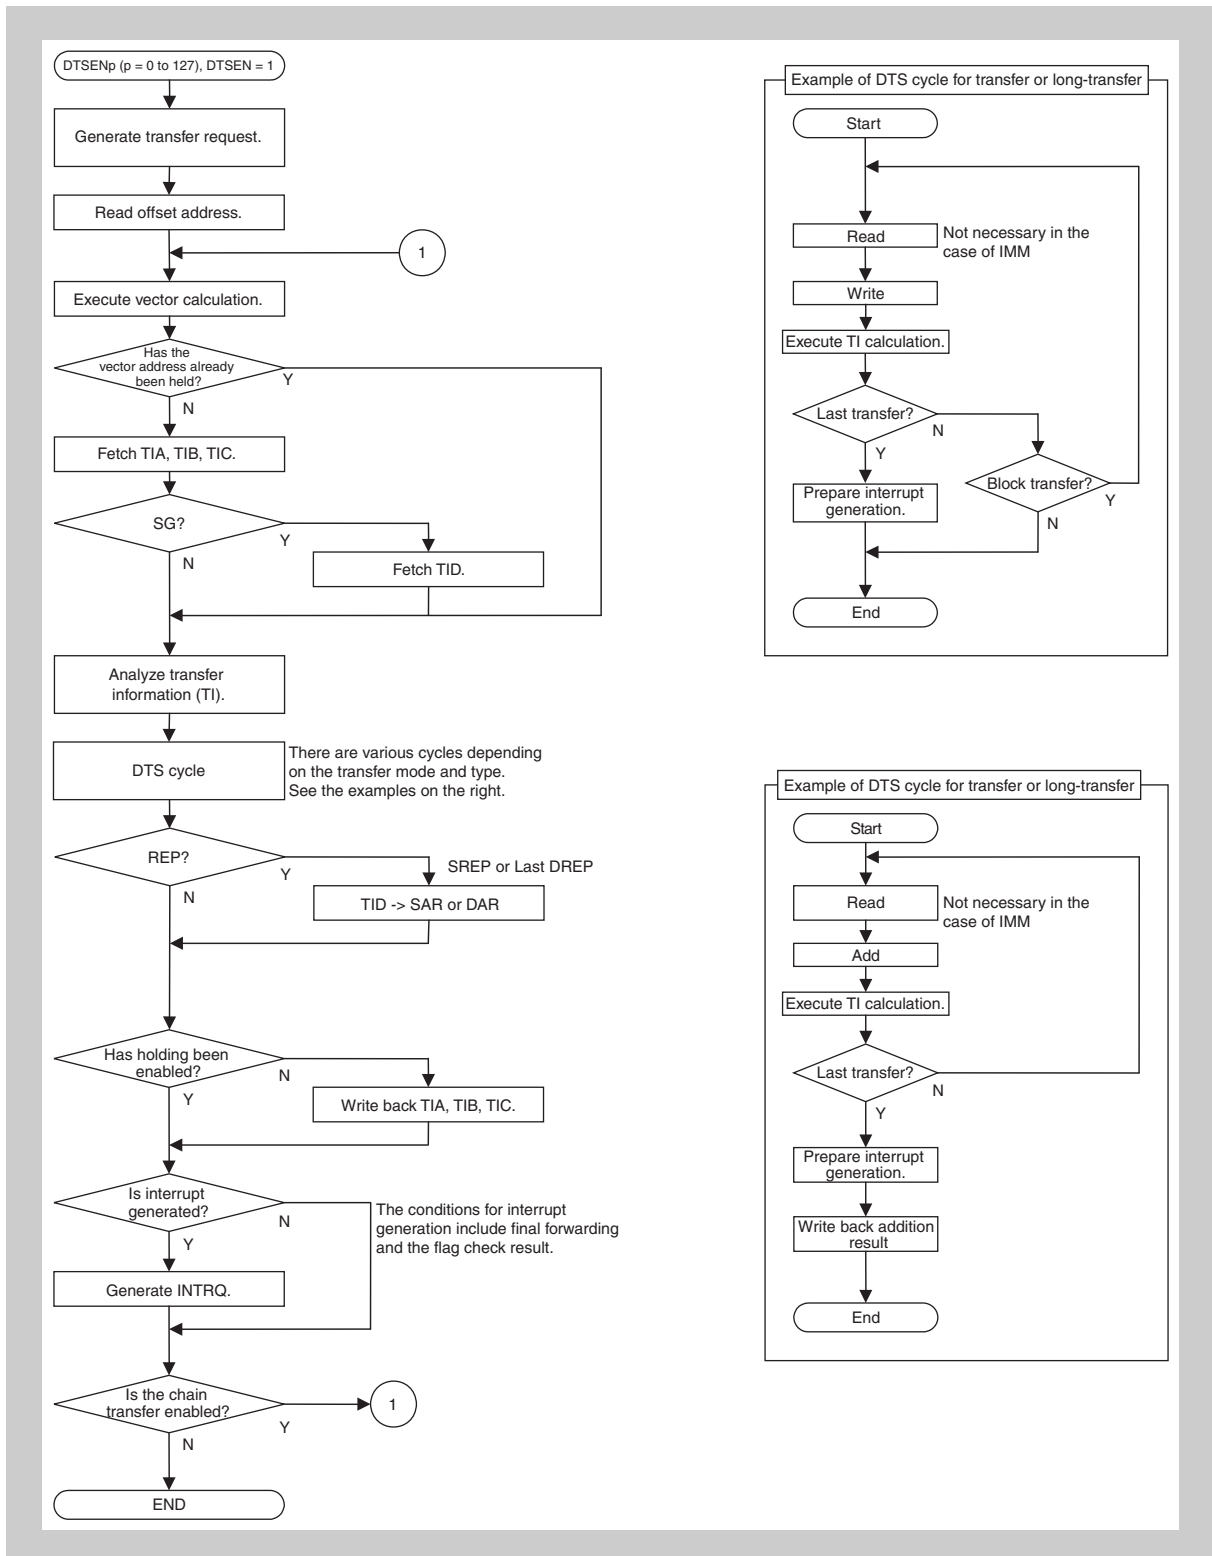 DTSENp (p = 0 to 127), DTSEN = 1
Generate transfer request.
Read offset address.
1
Execute vector calculation.
Has the
vector address already
been held?
Y
N
Fetch TIA, TIB, TIC.
SG?
Y
N
Fetch TID.
Analyze transfer
information (TI).
DTS cycle
There are various cycles depending
on the transfer mode and type.
See the examples on the right.
REP?
Y
SREP or Last DREP
N
TID -> SAR or DAR
Has holding been
enabled?
N
Y
Write back TIA, TIB, TIC.
Is interrupt
generated?
N
Y
The conditions for interrupt
generation include final forwarding
and the flag check result.
Generate INTRQ.
Is the chain
transfer enabled?
Y
1
N
END
Example of DTS cycle for transfer or long-transfer
Start
Read
Not necessary in the
case of IMM
Write
Execute TI calculation.
Last transfer?
N
Y
Block transfer?
Y
N
Prepare interrupt
generation.
End
Example of DTS cycle for transfer or long-transfer
Start
Read
Not necessary in the
case of IMM
Add
Execute TI calculation.
Last transfer?
N
Y
Prepare interrupt
generation.
Write back addition
result
End